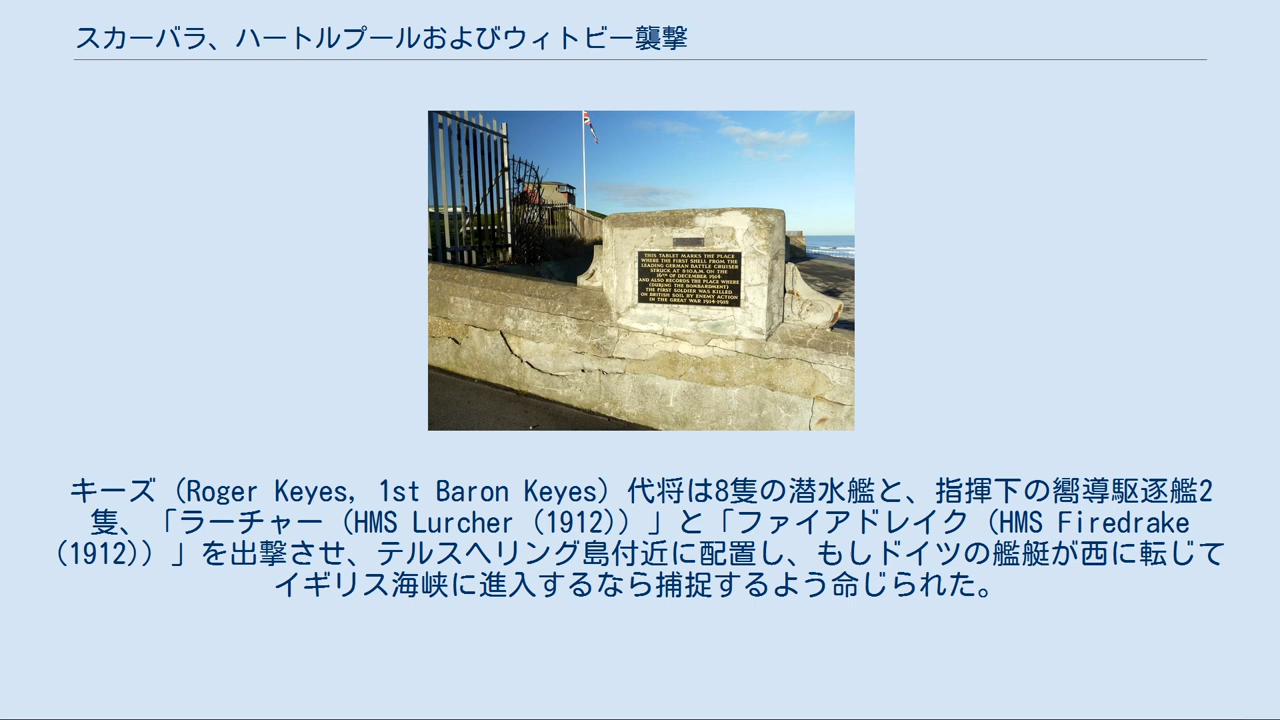 スカーバラ、ハートルプールおよびウィトビー襲撃
THIS TABLET MARKS THE PLACE
WHERE THE FIRST SHELL FROM THE
LEADING GERMAN BATTLE CRUISER
STRUCK AT 8·10 A.M. ON THE
16TH OF DECEMBER 1914
AND ALSO RECORDS THE PLACE WHERE
(DURING THE BOMBARDMENT)
THE FIRST SOLDIER WAS KILLED
ON BRITISH SOIL BY ENEMY ACTION
IN THE GREAT WAR 1914-1918
キーズ（Roger Keyes, 1st Baron Keyes）代将は8隻の潜水艦と、指揮下の嚮導駆逐艦2
隻、「ラーチャー（HMS Lurcher (1912)）」と「ファイアドレイク（HMS Firedrake
(1912)）」を出撃させ、テルスヘリング島付近に配置し、もしドイツの艦艇が西に転じて
イギリス海峡に進入するなら捕捉するよう命じられた。